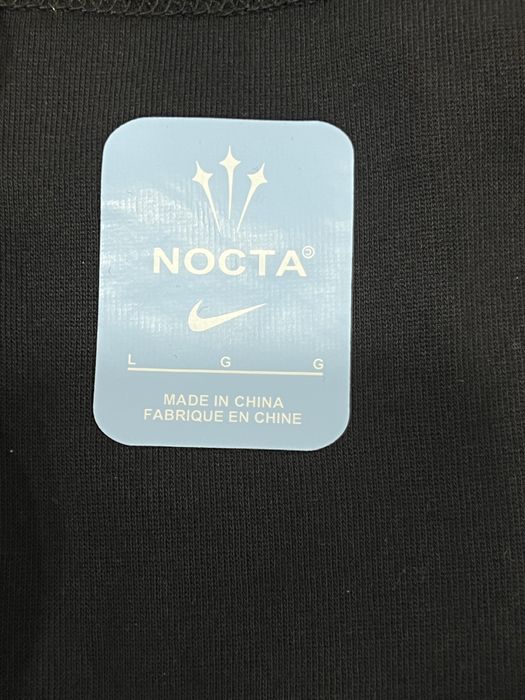 NOCTA
L G G
MADE IN CHINA
FABRIQUE EN CHINE